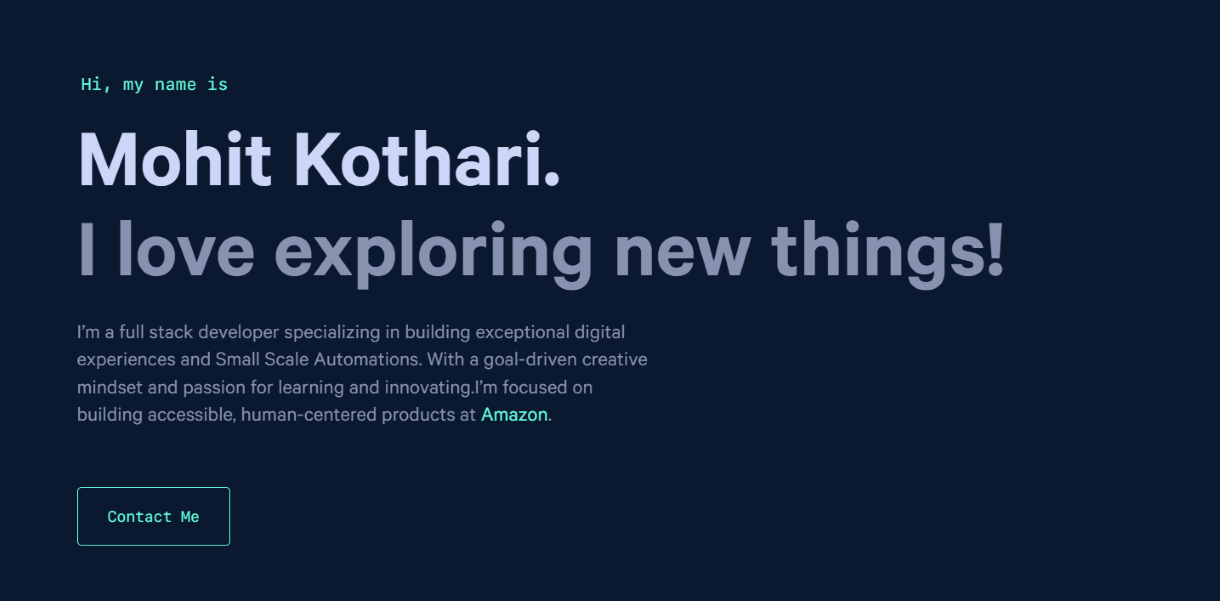 Hi, my name is
Mohit Kothari.
I love exploring new things!
I'm a full stack developer specializing in building exceptional digital
experiences and Small Scale Automations. With a goal-driven creative
mindset and passion for learning and innovating.I'm focused on
building accessible, human-centered products at Amazon.
Contact Me